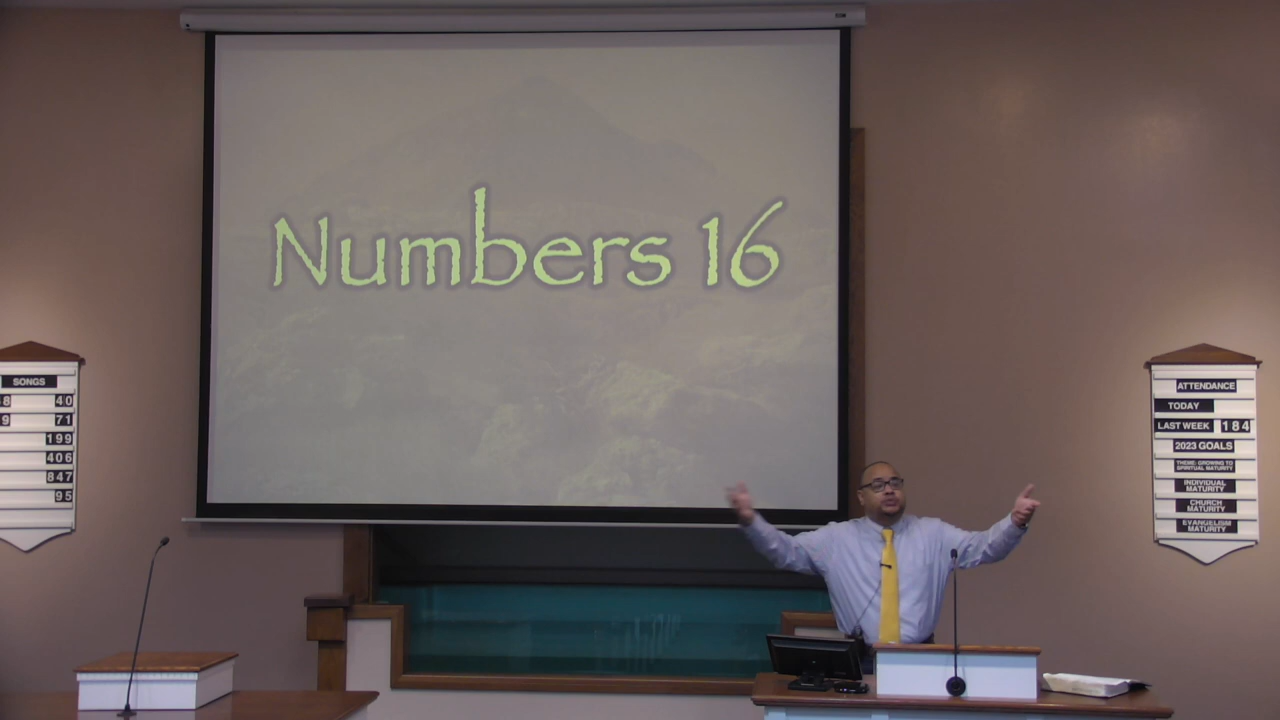 Numbers 16
SONGS
8 40
9 71
199
406
847
95
ATTENDANCE
TODAY
LAST WEEK 184
2023 GOALS
THEME: GROWING TO
SPIRITUAL MATURITY
INDIVIDUAL
MATURITY
CHURCH
MATURITY
EVANGELISM
MATURITY